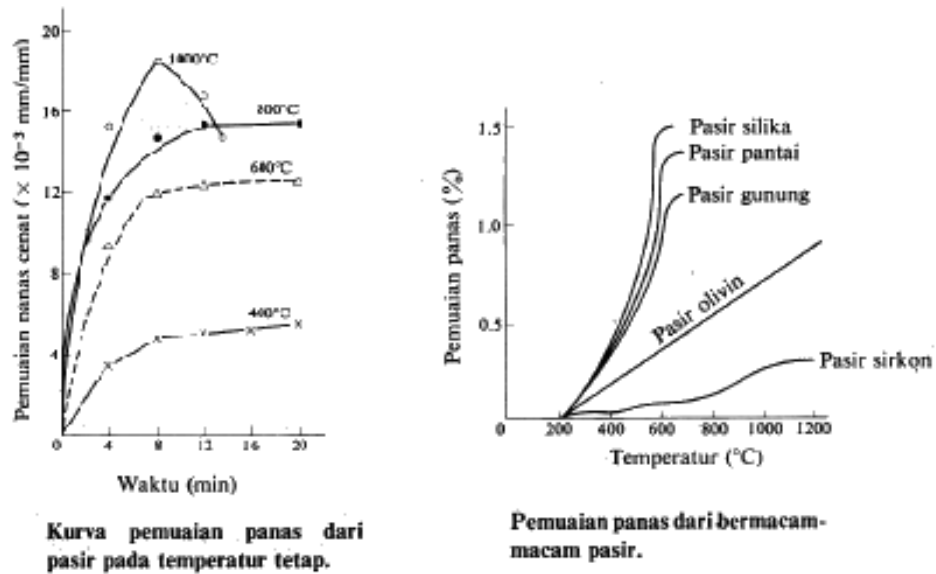 Pemuaian panas cepat ( × 10⁻³ mm/mm)
20
16
12
8
4
0
4
8
12
16
20
1000°C
800°C
600°C
400°C
Waktu (min)
Kurva pemuaian panas dari
pasir pada temperatur tetap.
Pemuaian panas (%)
1.5
1.0
0.5
0
200
400
600
800
1000
1200
Pasir silika
Pasir pantai
Pasir gunung
Pasir olivin
Pasir sirkon
Temperatur (°C)
Pemuaian panas dari bermacam-
macam pasir.